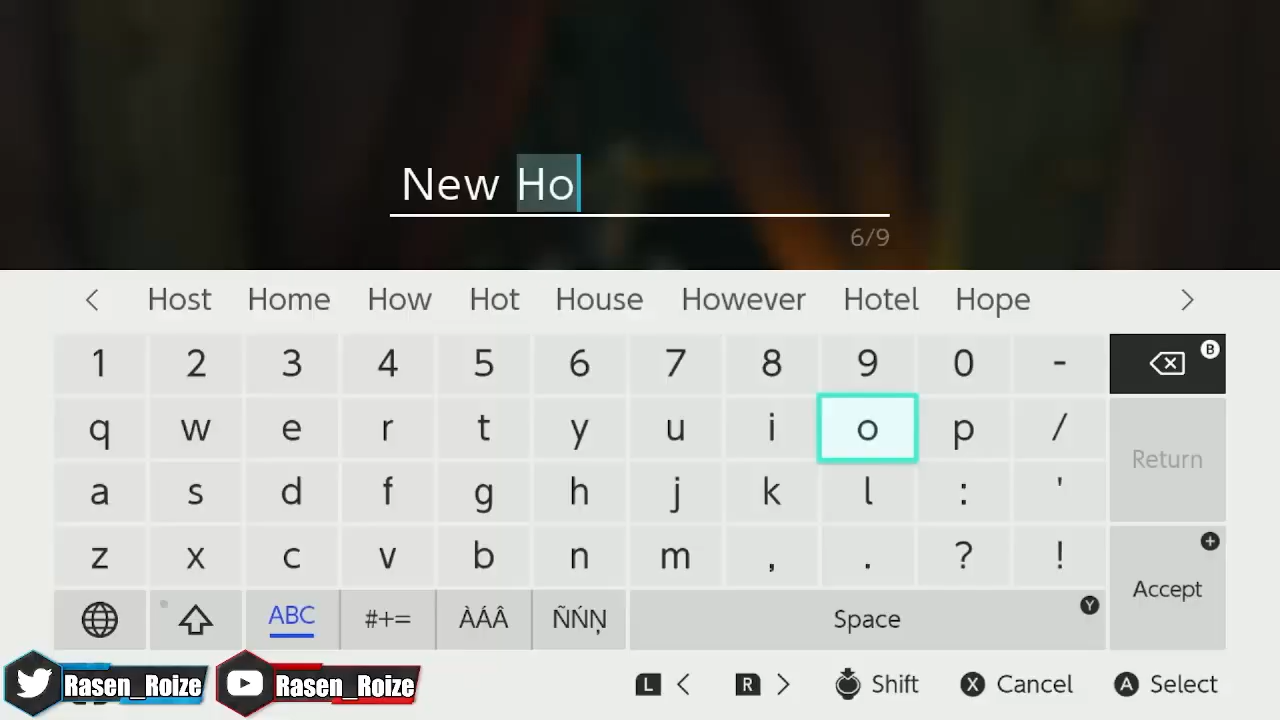 New Ho
6/9
< Host Home How Hot House However Hotel Hope >
1 2 3 4 5 6 7 8 9 0 - B
q w e r t y u i o p /
Return
a s d f g h j k l : '
z x c v b n m , . ? ! +
Accept
ABC #+= ÀÁÂ ÑŃŅ Space Y
Rasen_Roize Rasen_Roize L < R > Shift X Cancel A Select